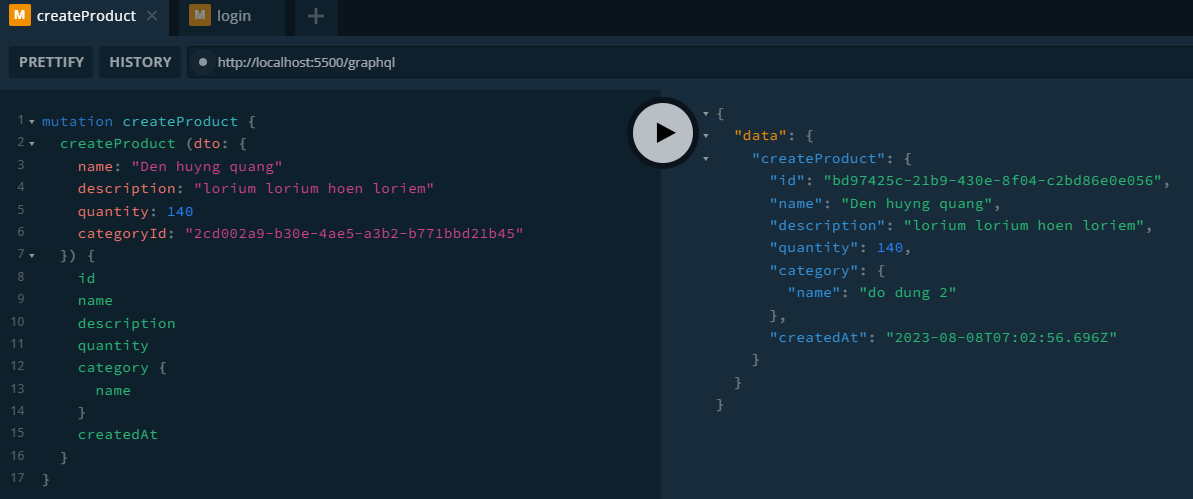 M createProduct × M login +
PRETTIFY HISTORY http://localhost:5500/graphql
1 mutation createProduct {
2 createProduct (dto: {
3 name: "Den huyng quang"
4 description: "lorium lorium hoen loriem"
5 quantity: 140
6 categoryId: "2cd002a9-b30e-4ae5-a3b2-b771bbd21b45"
7 }) {
8 id
9 name
10 description
11 quantity
12 category {
13 name
14 }
15 createdAt
16 }
17 }
{
"data": {
"createProduct": {
"id": "bd97425c-21b9-430e-8f04-c2bd86e0e056",
"name": "Den huyng quang",
"description": "lorium lorium hoen loriem",
"quantity": 140,
"category": {
"name": "do dung 2"
},
"createdAt": "2023-08-08T07:02:56.696Z"
}
}
}